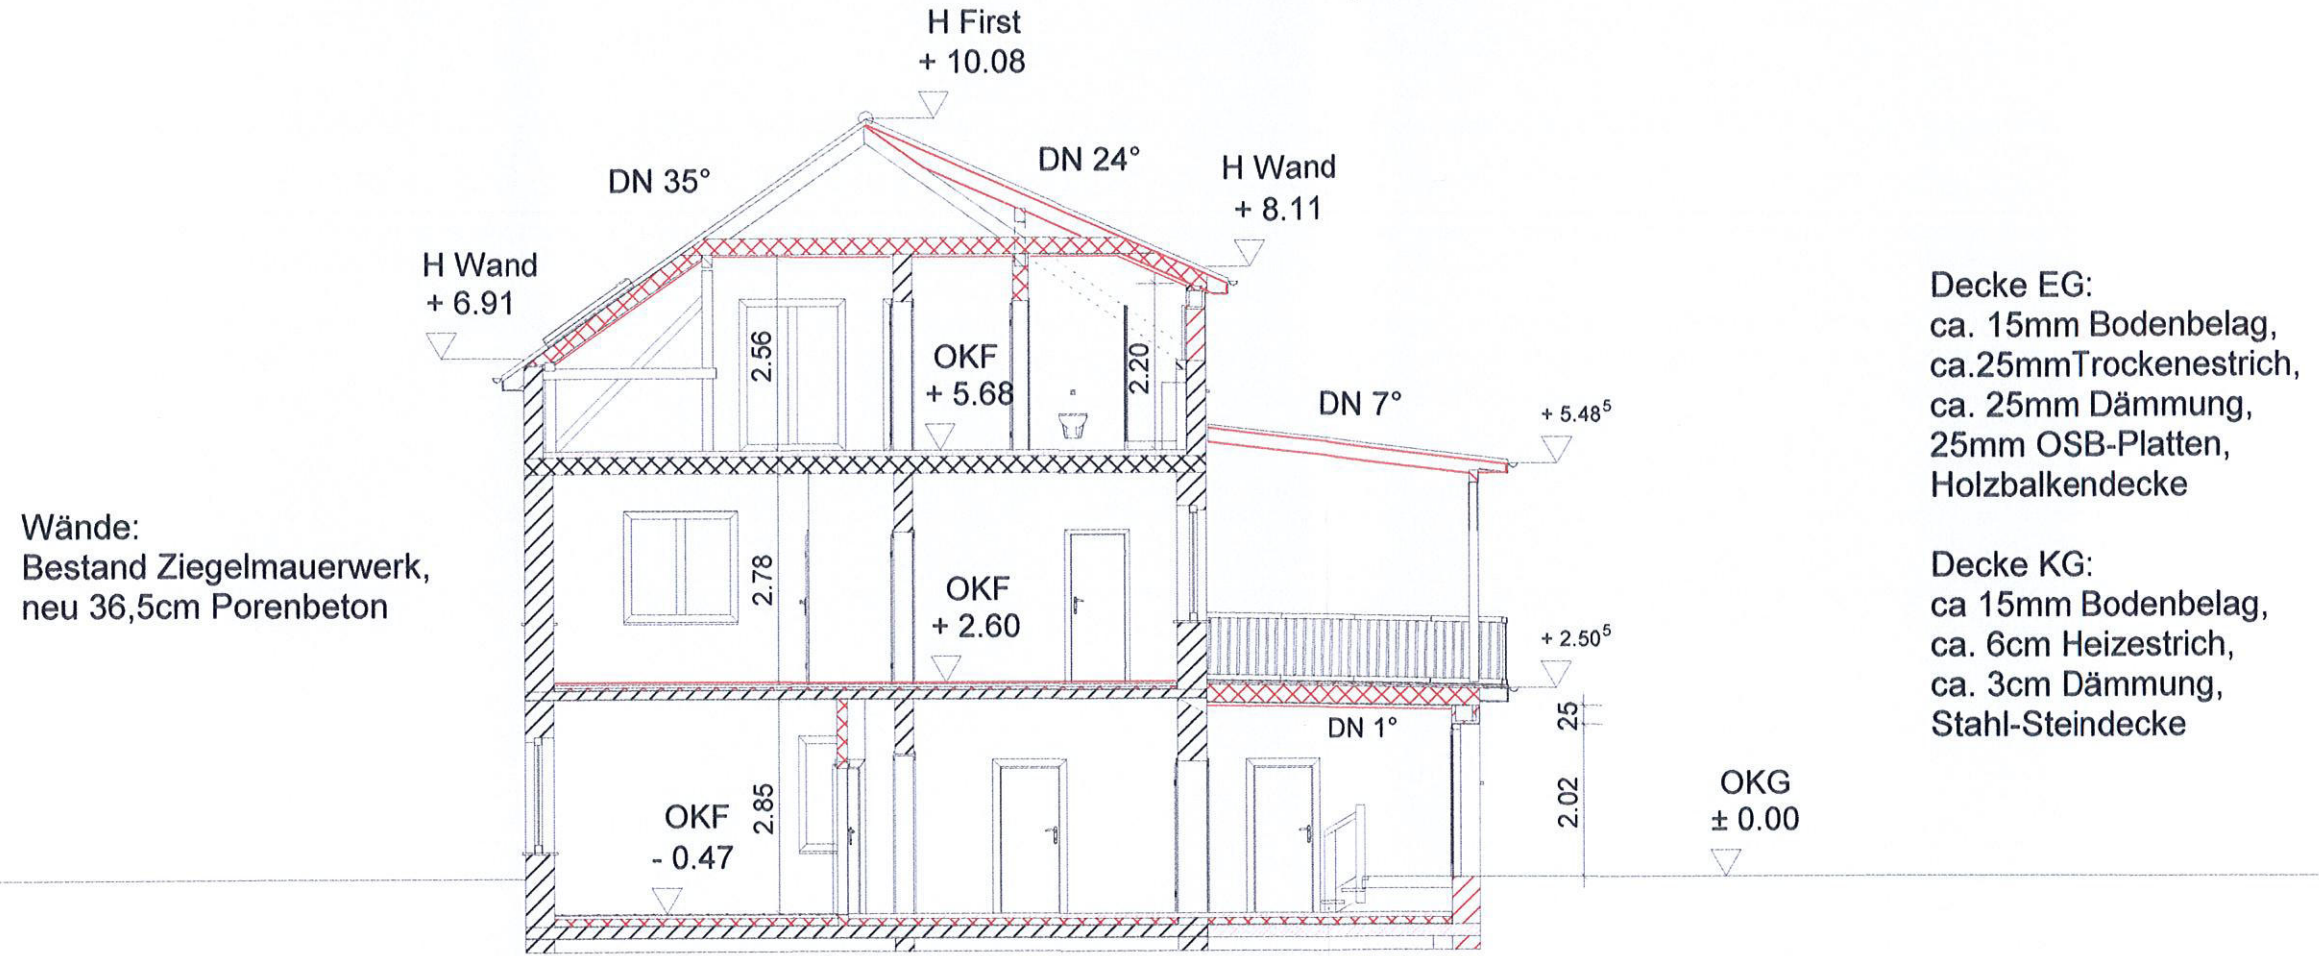 H First
+ 10.08
DN 35°
DN 24°
H Wand
+ 8.11
H Wand
+ 6.91
Decke EG:
ca. 15mm Bodenbelag,
ca.25mmTrockenestrich,
ca. 25mm Dämmung,
25mm OSB-Platten,
Holzbalkendecke
2.56
OKF
+ 5.68
2.20
DN 7°
+ 5.48⁵
Wände:
Bestand Ziegelmauerwerk,
neu 36,5cm Porenbeton
2.78
OKF
+ 2.60
+ 2.50⁵
Decke KG:
ca 15mm Bodenbelag,
ca. 6cm Heizestrich,
ca. 3cm Dämmung,
Stahl-Steindecke
DN 1°
25
2.02
OKF
- 0.47
2.85
OKG
± 0.00